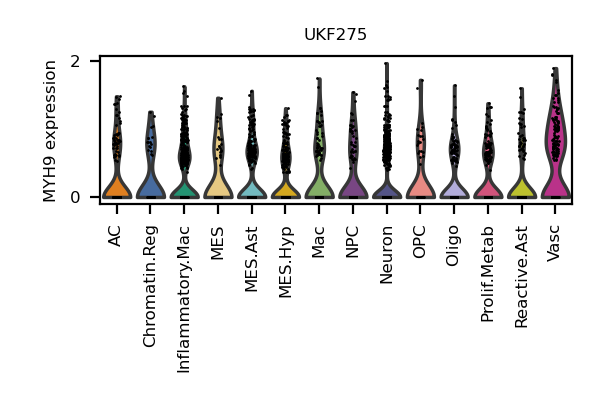 UKF275
MYH9 expression
2
0
AC
Chromatin.Reg
Inflammatory.Mac
MES
MES.Ast
MES.Hyp
Mac
NPC
Neuron
OPC
Oligo
Prolif.Metab
Reactive.Ast
Vasc